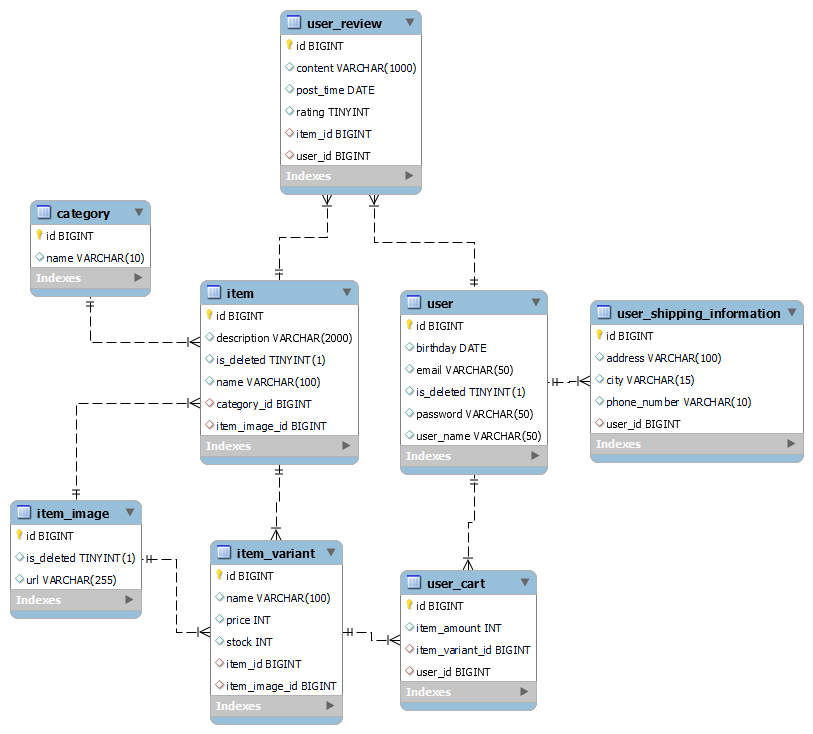 user_review
id BIGINT
content VARCHAR(1000)
post_time DATE
rating TINYINT
item_id BIGINT
user_id BIGINT
Indexes
category
id BIGINT
name VARCHAR(10)
Indexes
item
id BIGINT
description VARCHAR(2000)
is_deleted TINYINT(1)
name VARCHAR(100)
category_id BIGINT
item_image_id BIGINT
Indexes
user
id BIGINT
birthday DATE
email VARCHAR(50)
is_deleted TINYINT(1)
password VARCHAR(50)
user_name VARCHAR(50)
Indexes
user_shipping_information
id BIGINT
address VARCHAR(100)
city VARCHAR(15)
phone_number VARCHAR(10)
user_id BIGINT
Indexes
item_image
id BIGINT
is_deleted TINYINT(1)
url VARCHAR(255)
Indexes
item_variant
id BIGINT
name VARCHAR(100)
price INT
stock INT
item_id BIGINT
item_image_id BIGINT
Indexes
user_cart
id BIGINT
item_amount INT
item_variant_id BIGINT
user_id BIGINT
Indexes